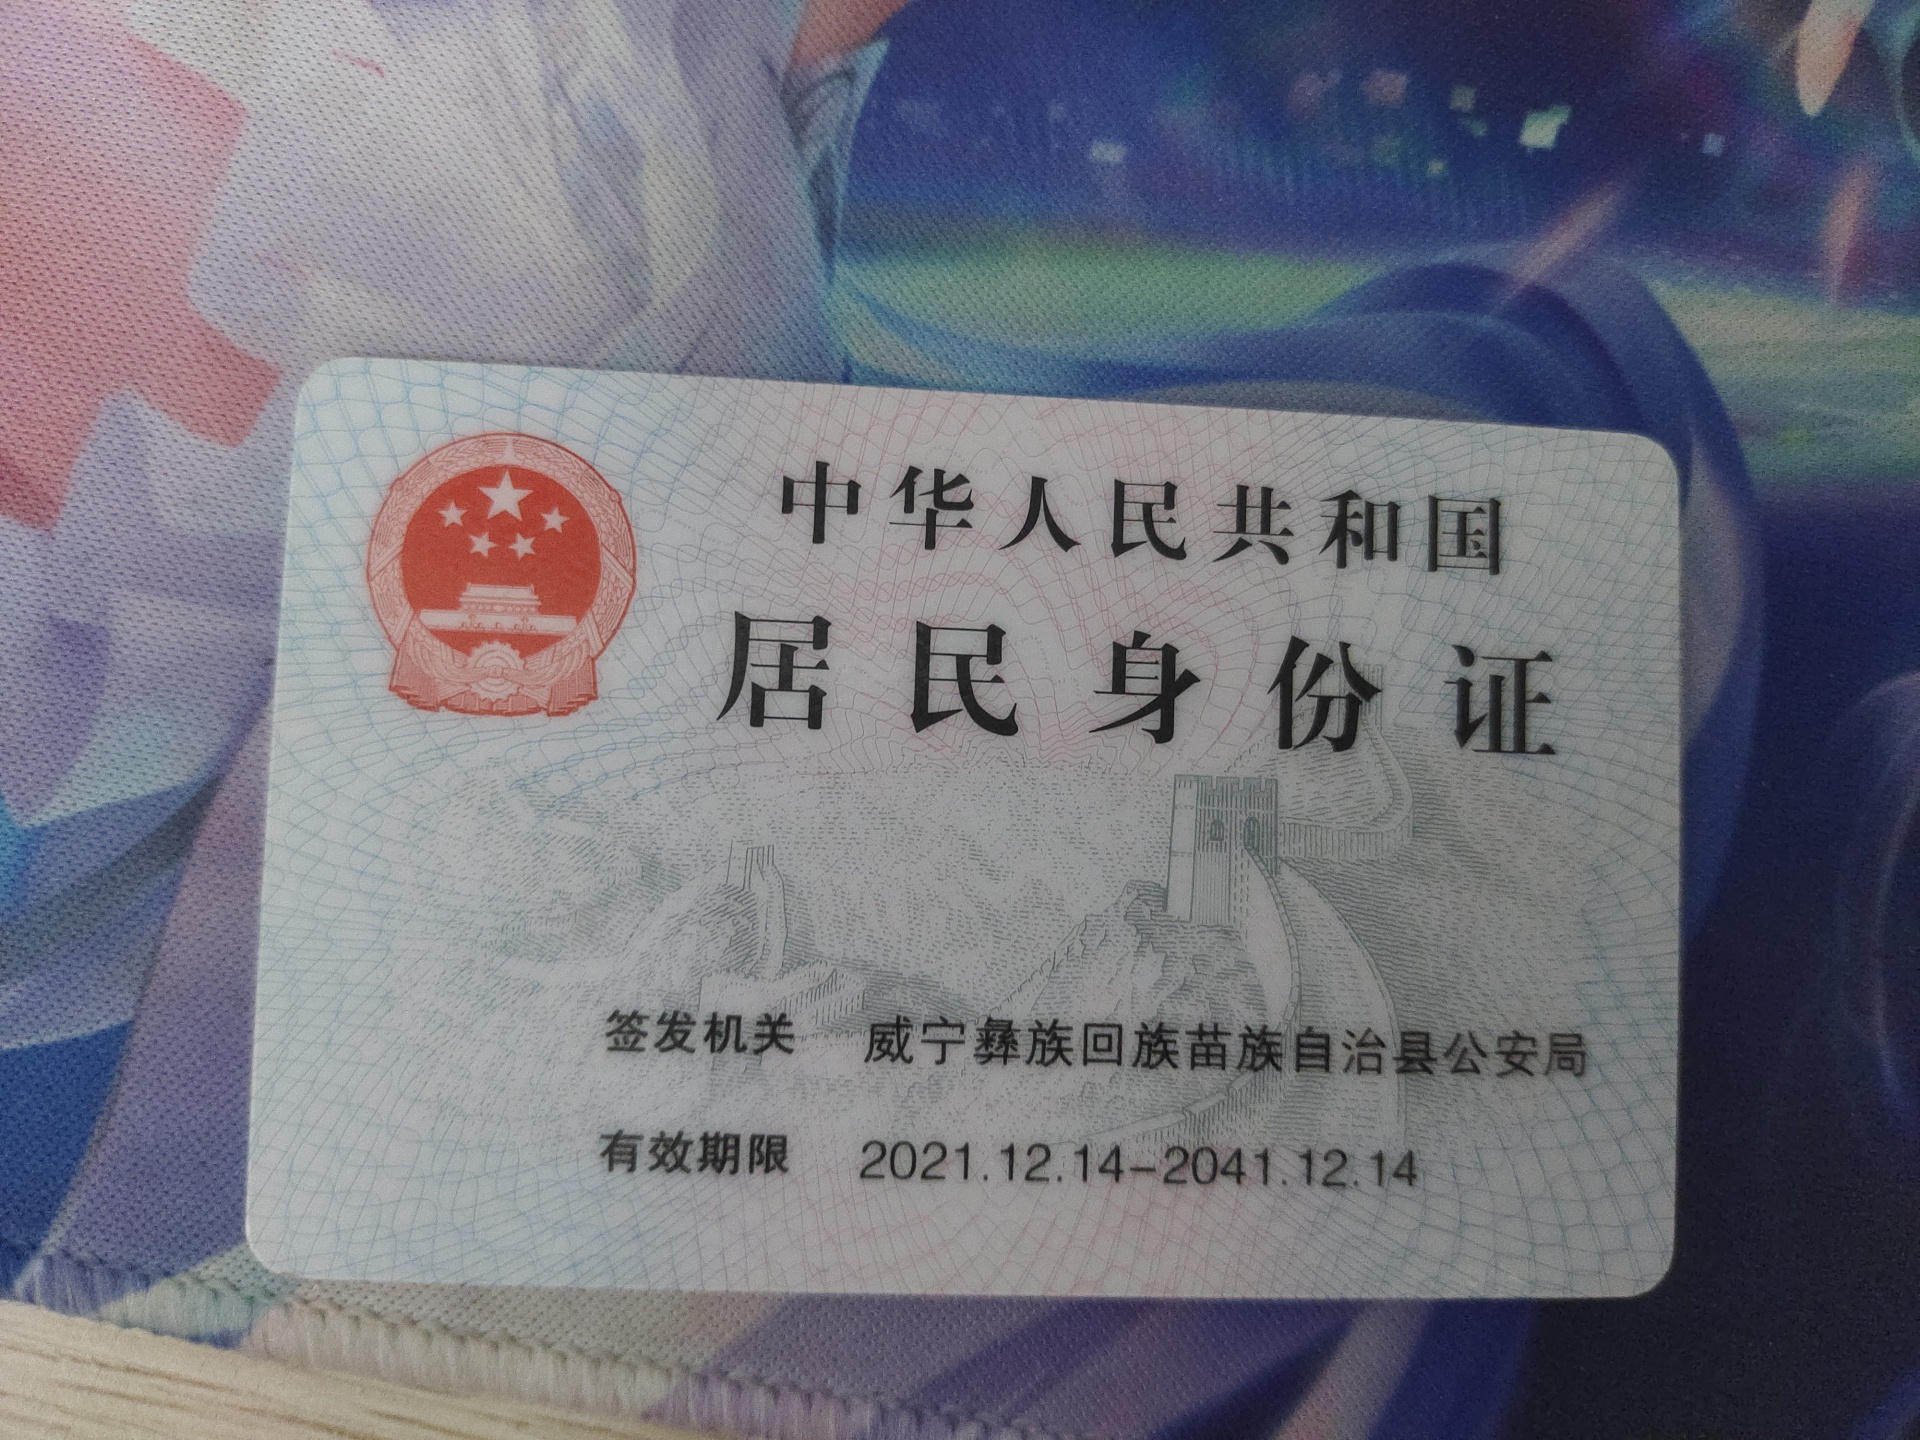 中华人民共和国
居民身份证
签发机关 威宁彝族回族苗族自治县公安局
有效期限 2021.12.14-2041.12.14